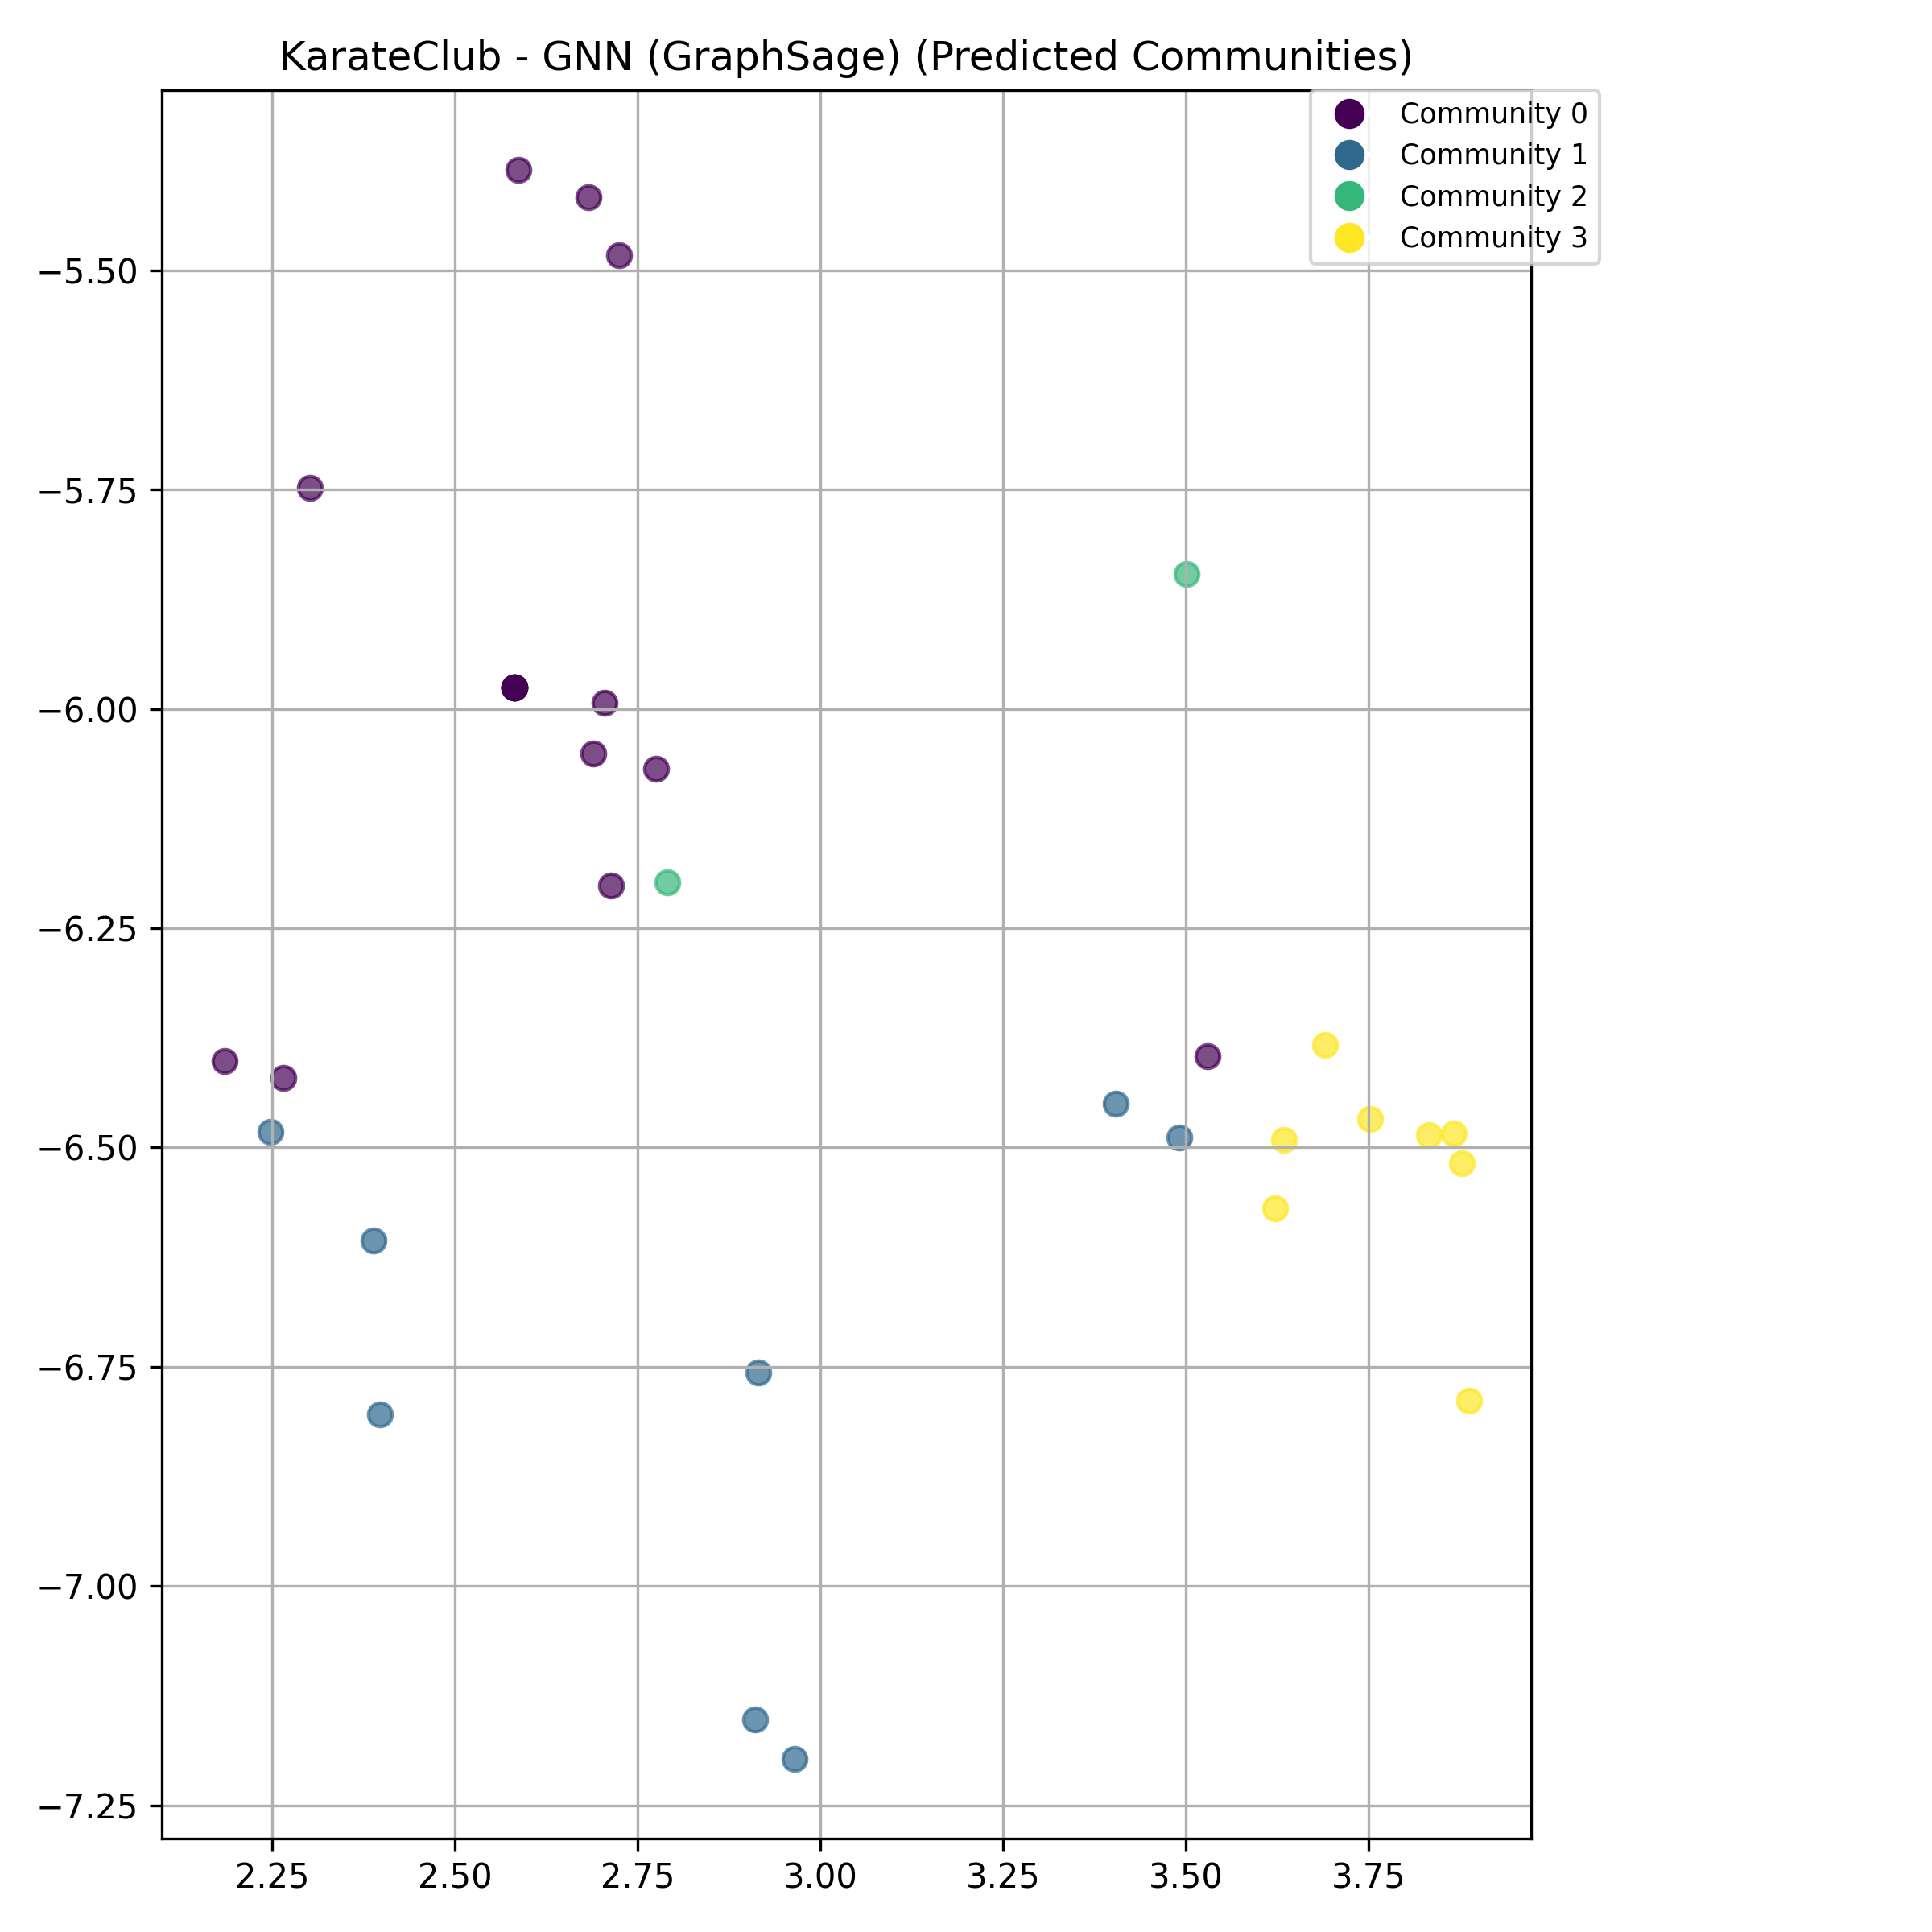 KarateClub - GNN (GraphSage) (Predicted Communities)
Community 0
Community 1
Community 2
Community 3
−5.50
−5.75
−6.00
−6.25
−6.50
−6.75
−7.00
−7.25
2.25 2.50 2.75 3.00 3.25 3.50 3.75